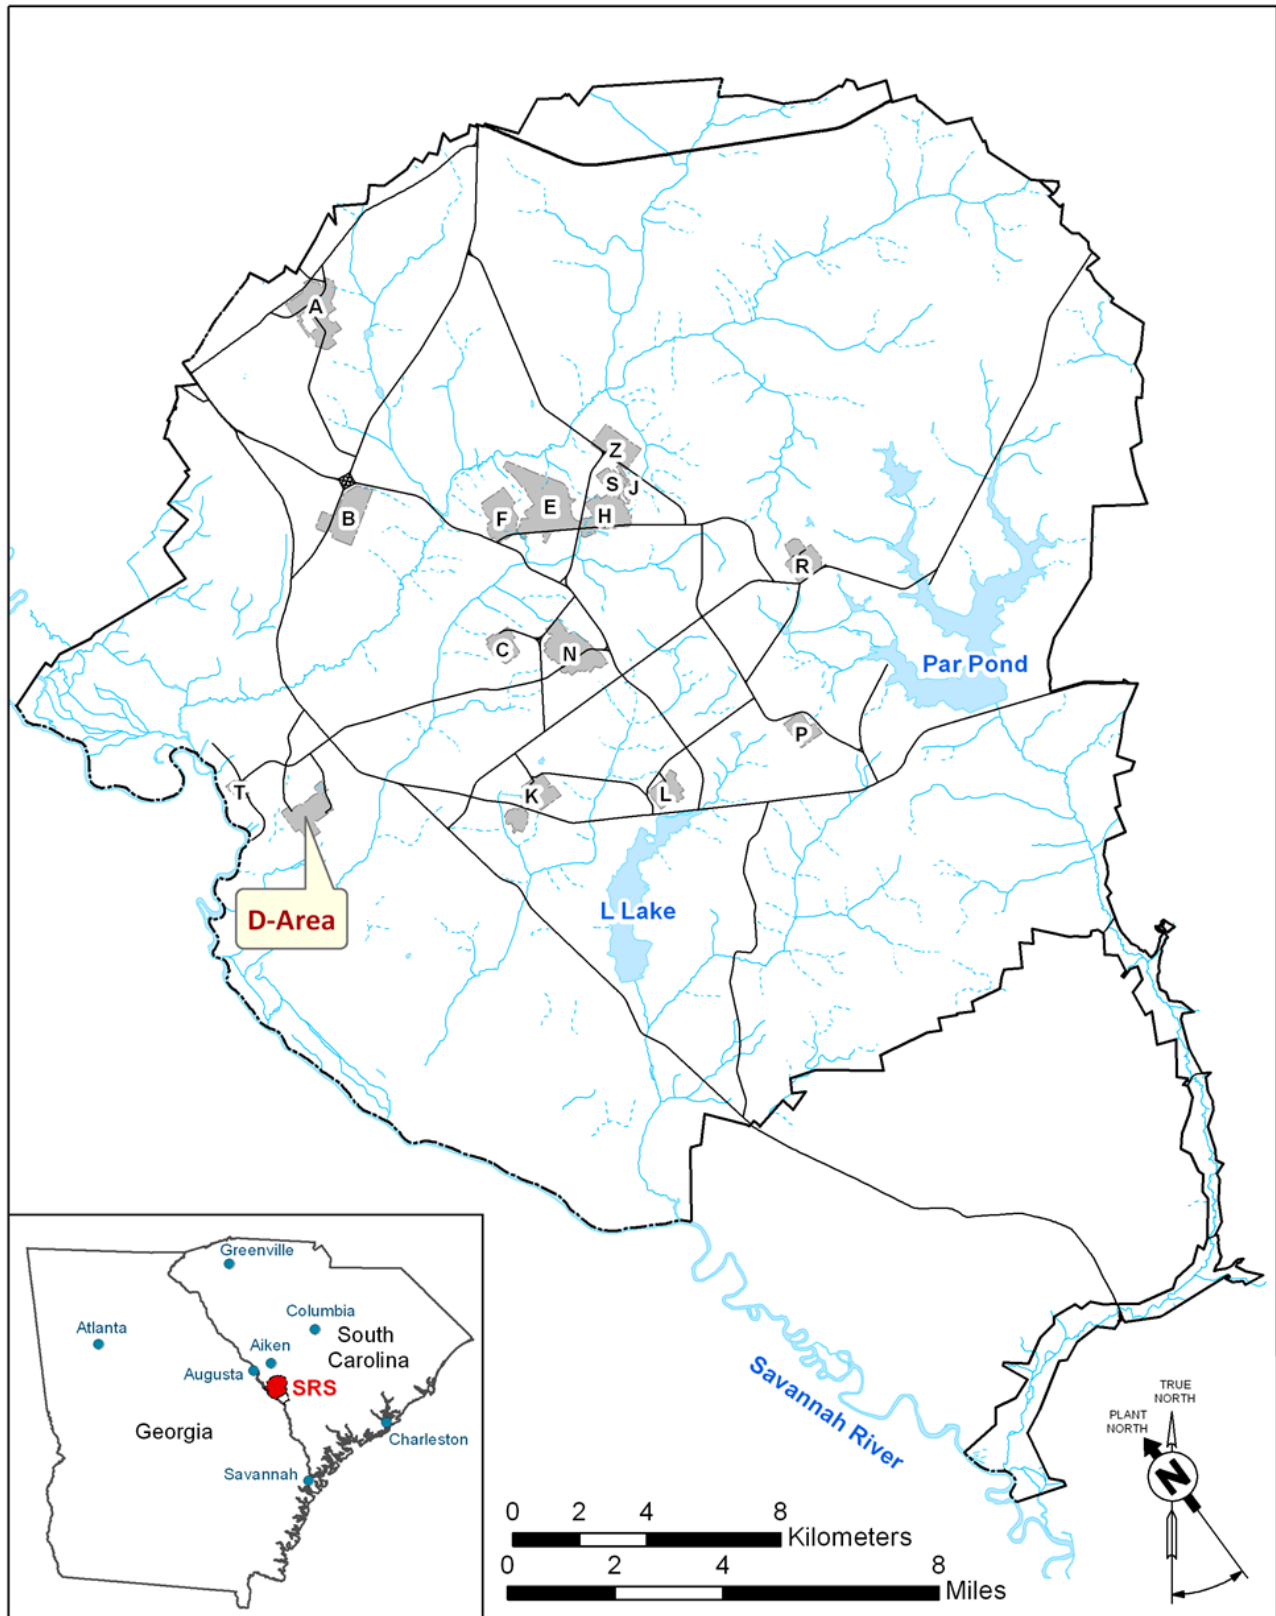 A
Z
S
J
E
F
H
B
R
C
N
Par Pond
P
T
K
L
D-Area
L Lake
Savannah River
Greenville
Columbia
Atlanta
South
Carolina
Aiken
Augusta
SRS
Georgia
Charleston
Savannah
TRUE
NORTH
PLANT
NORTH
N
0 2 4 8
Kilometers
0 2 4 8
Miles